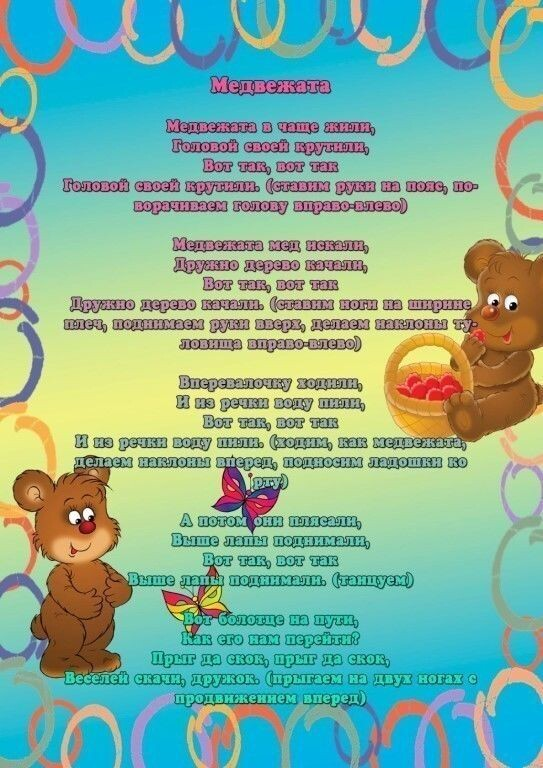 Медвежата
Медвежата в чаще жили,
Головой своей крутили,
Вот так, вот так
Головой своей крутили. (ставим руки на пояс, по-
ворачиваем голову вправо-влево)
Медвежата мед искали,
Дружно дерево качали,
Вот так, вот так
Дружно дерево качали. (ставим ноги на ширине
плеч, поднимаем руки вверх, делаем наклоны ту-
ловища вправо-влево)
Вперевалочку ходили,
И из речки воду пили,
Вот так, вот так
И из речки воду пили. (ходим, как медвежата,
делаем наклоны вперед, подносим ладошки ко
рту)
А потом они плясали,
Выше лапы поднимали,
Вот так, вот так
Выше лапы поднимали. (танцуем)
Вот болотце на пути,
Как его нам перейти?
Прыг да скок, прыг да скок,
Веселей скачи, дружок. (прыгаем на двух ногах с
продвижением вперед)